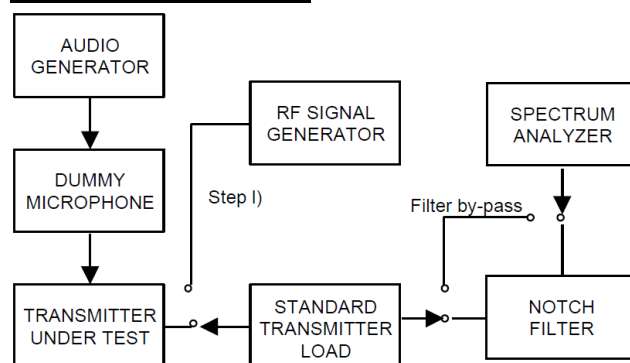 AUDIO
GENERATOR
RF SIGNAL
GENERATOR
SPECTRUM
ANALYZER
DUMMY
MICROPHONE
Step l)
Filter by-pass
TRANSMITTER
UNDER TEST
STANDARD
TRANSMITTER
LOAD
NOTCH
FILTER